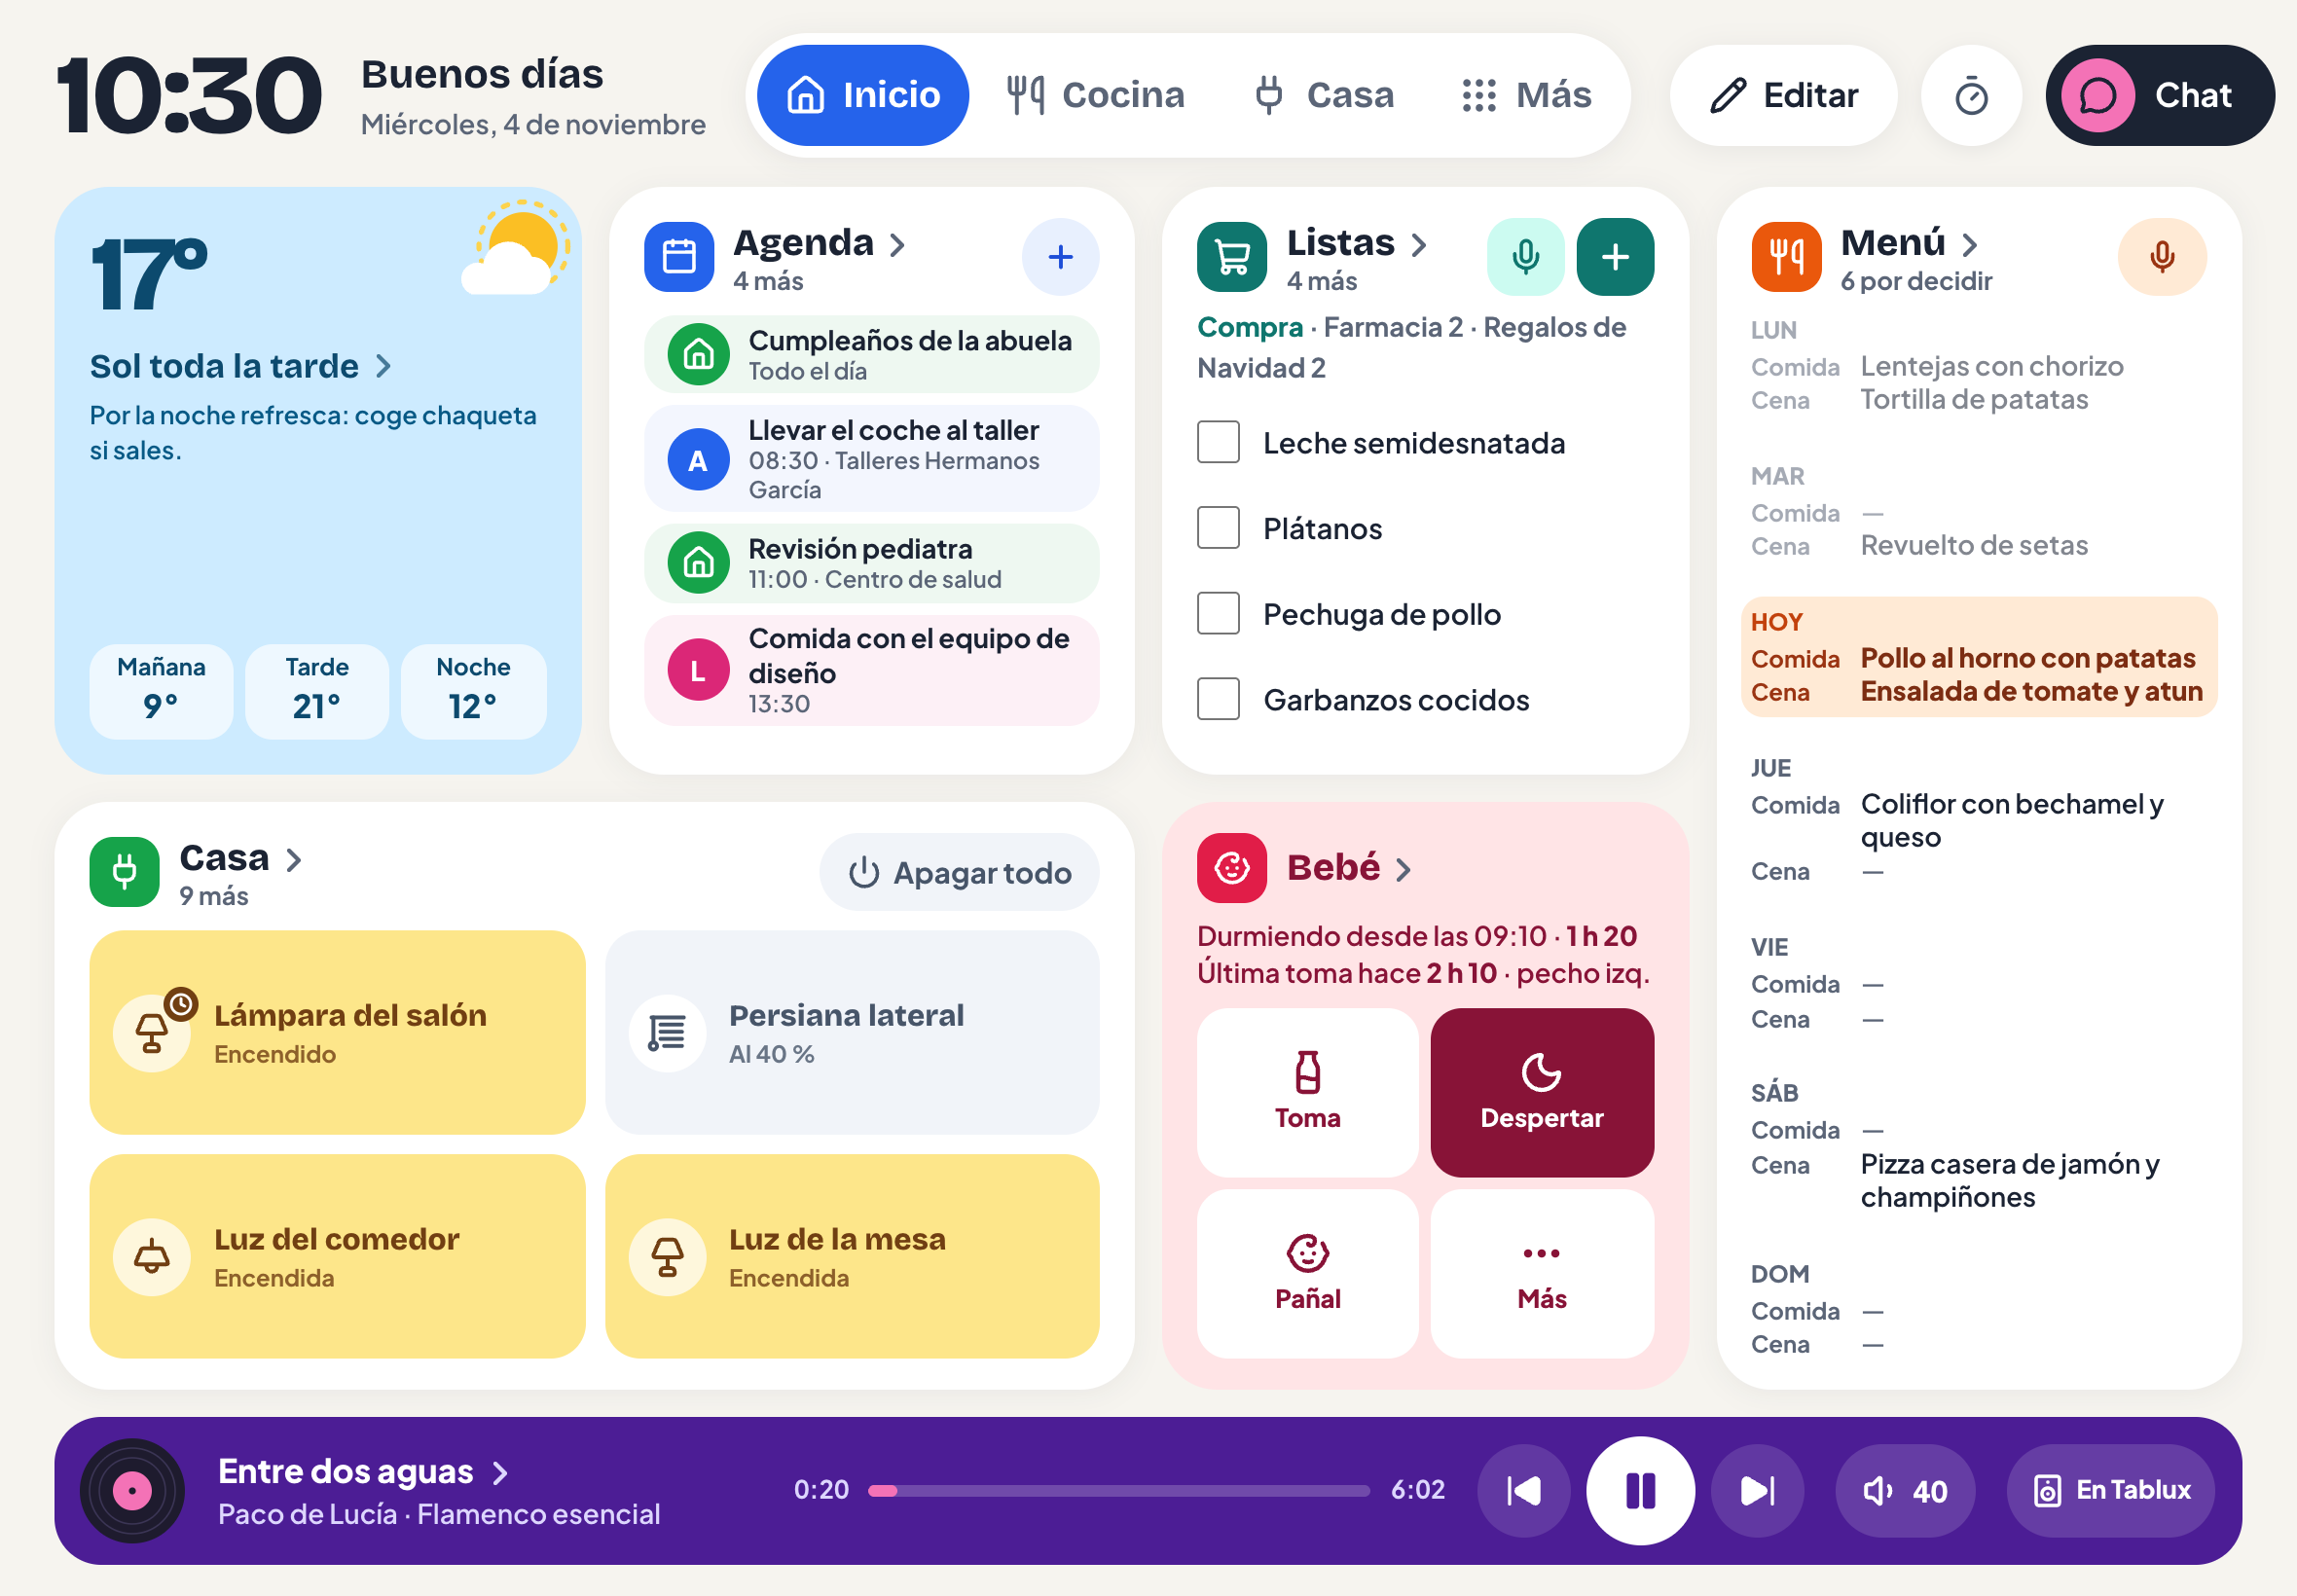 10:30
Buenos días
Miércoles, 4 de noviembre
Inicio
Cocina
Casa
Más
Editar
Chat
17°
Sol toda la tarde
Por la noche refresca: coge chaqueta
si sales.
Mañana
9°
Tarde
21°
Noche
12°
Agenda
4 más
Cumpleaños de la abuela
Todo el día
A
Llevar el coche al taller
08:30 · Talleres Hermanos
García
Revisión pediatra
11:00 · Centro de salud
L
Comida con el equipo de
diseño
13:30
Listas
4 más
Compra · Farmacia 2 · Regalos de
Navidad 2
Leche semidesnatada
Plátanos
Pechuga de pollo
Garbanzos cocidos
Menú
6 por decidir
LUN
Comida Lentejas con chorizo
Cena Tortilla de patatas
MAR
Comida —
Cena Revuelto de setas
HOY
Comida Pollo al horno con patatas
Cena Ensalada de tomate y atun
JUE
Comida Coliflor con bechamel y
queso
Cena —
VIE
Comida —
Cena —
SÁB
Comida —
Cena Pizza casera de jamón y
champiñones
DOM
Comida —
Cena —
Casa
9 más
Apagar todo
Lámpara del salón
Encendido
Persiana lateral
Al 40 %
Luz del comedor
Encendida
Luz de la mesa
Encendida
Bebé
Durmiendo desde las 09:10 · 1 h 20
Última toma hace 2 h 10 · pecho izq.
Toma
Despertar
Pañal
Más
Entre dos aguas
Paco de Lucía · Flamenco esencial
0:20
6:02
40
En Tablux